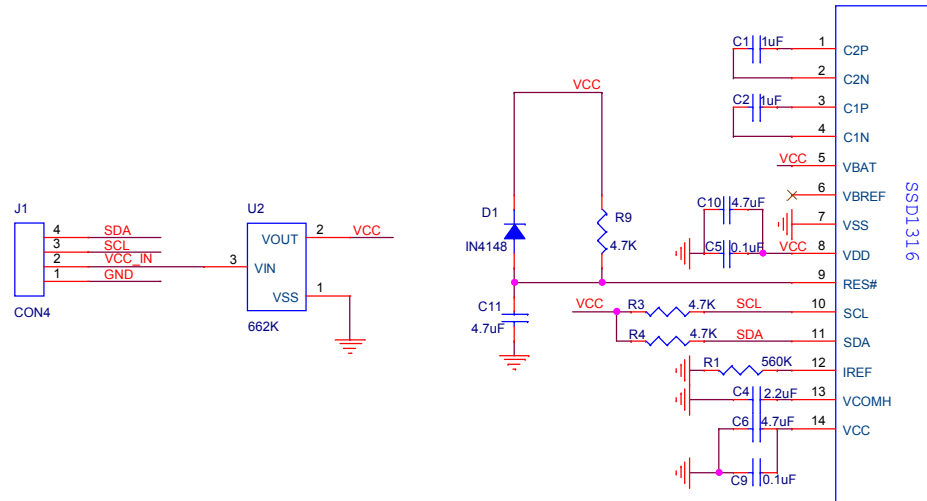 J1
4 SDA
3 SCL
2 VCC_IN
1 GND
CON4
U2
VOUT 2 VCC
3 VIN
VSS 1
662K
VCC
D1
IN4148
R9
4.7K
C11
4.7uF
C1 1uF 1 C2P
2 C2N
C2 1uF 3 C1P
4 C1N
VCC 5 VBAT
6 VBREF
C10 4.7uF 7 VSS
C5 0.1uF VCC 8 VDD
9 RES#
VCC R3 4.7K SCL 10 SCL
R4 4.7K SDA 11 SDA
R1 560K 12 IREF
C4 2.2uF 13 VCOMH
C6 4.7uF 14 VCC
C9 0.1uF
SSD1316